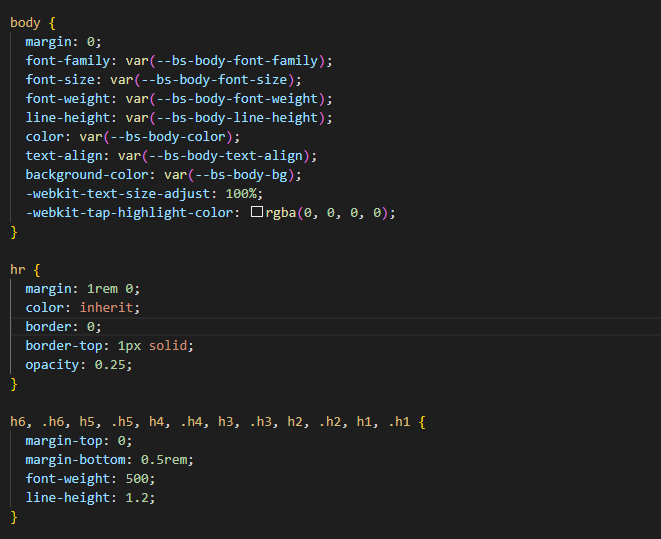 body {
  margin: 0;
  font-family: var(--bs-body-font-family);
  font-size: var(--bs-body-font-size);
  font-weight: var(--bs-body-font-weight);
  line-height: var(--bs-body-line-height);
  color: var(--bs-body-color);
  text-align: var(--bs-body-text-align);
  background-color: var(--bs-body-bg);
  -webkit-text-size-adjust: 100%;
  -webkit-tap-highlight-color: rgba(0, 0, 0, 0);
}

hr {
  margin: 1rem 0;
  color: inherit;
  border: 0;
  border-top: 1px solid;
  opacity: 0.25;
}

h6, .h6, h5, .h5, h4, .h4, h3, .h3, h2, .h2, h1, .h1 {
  margin-top: 0;
  margin-bottom: 0.5rem;
  font-weight: 500;
  line-height: 1.2;
}